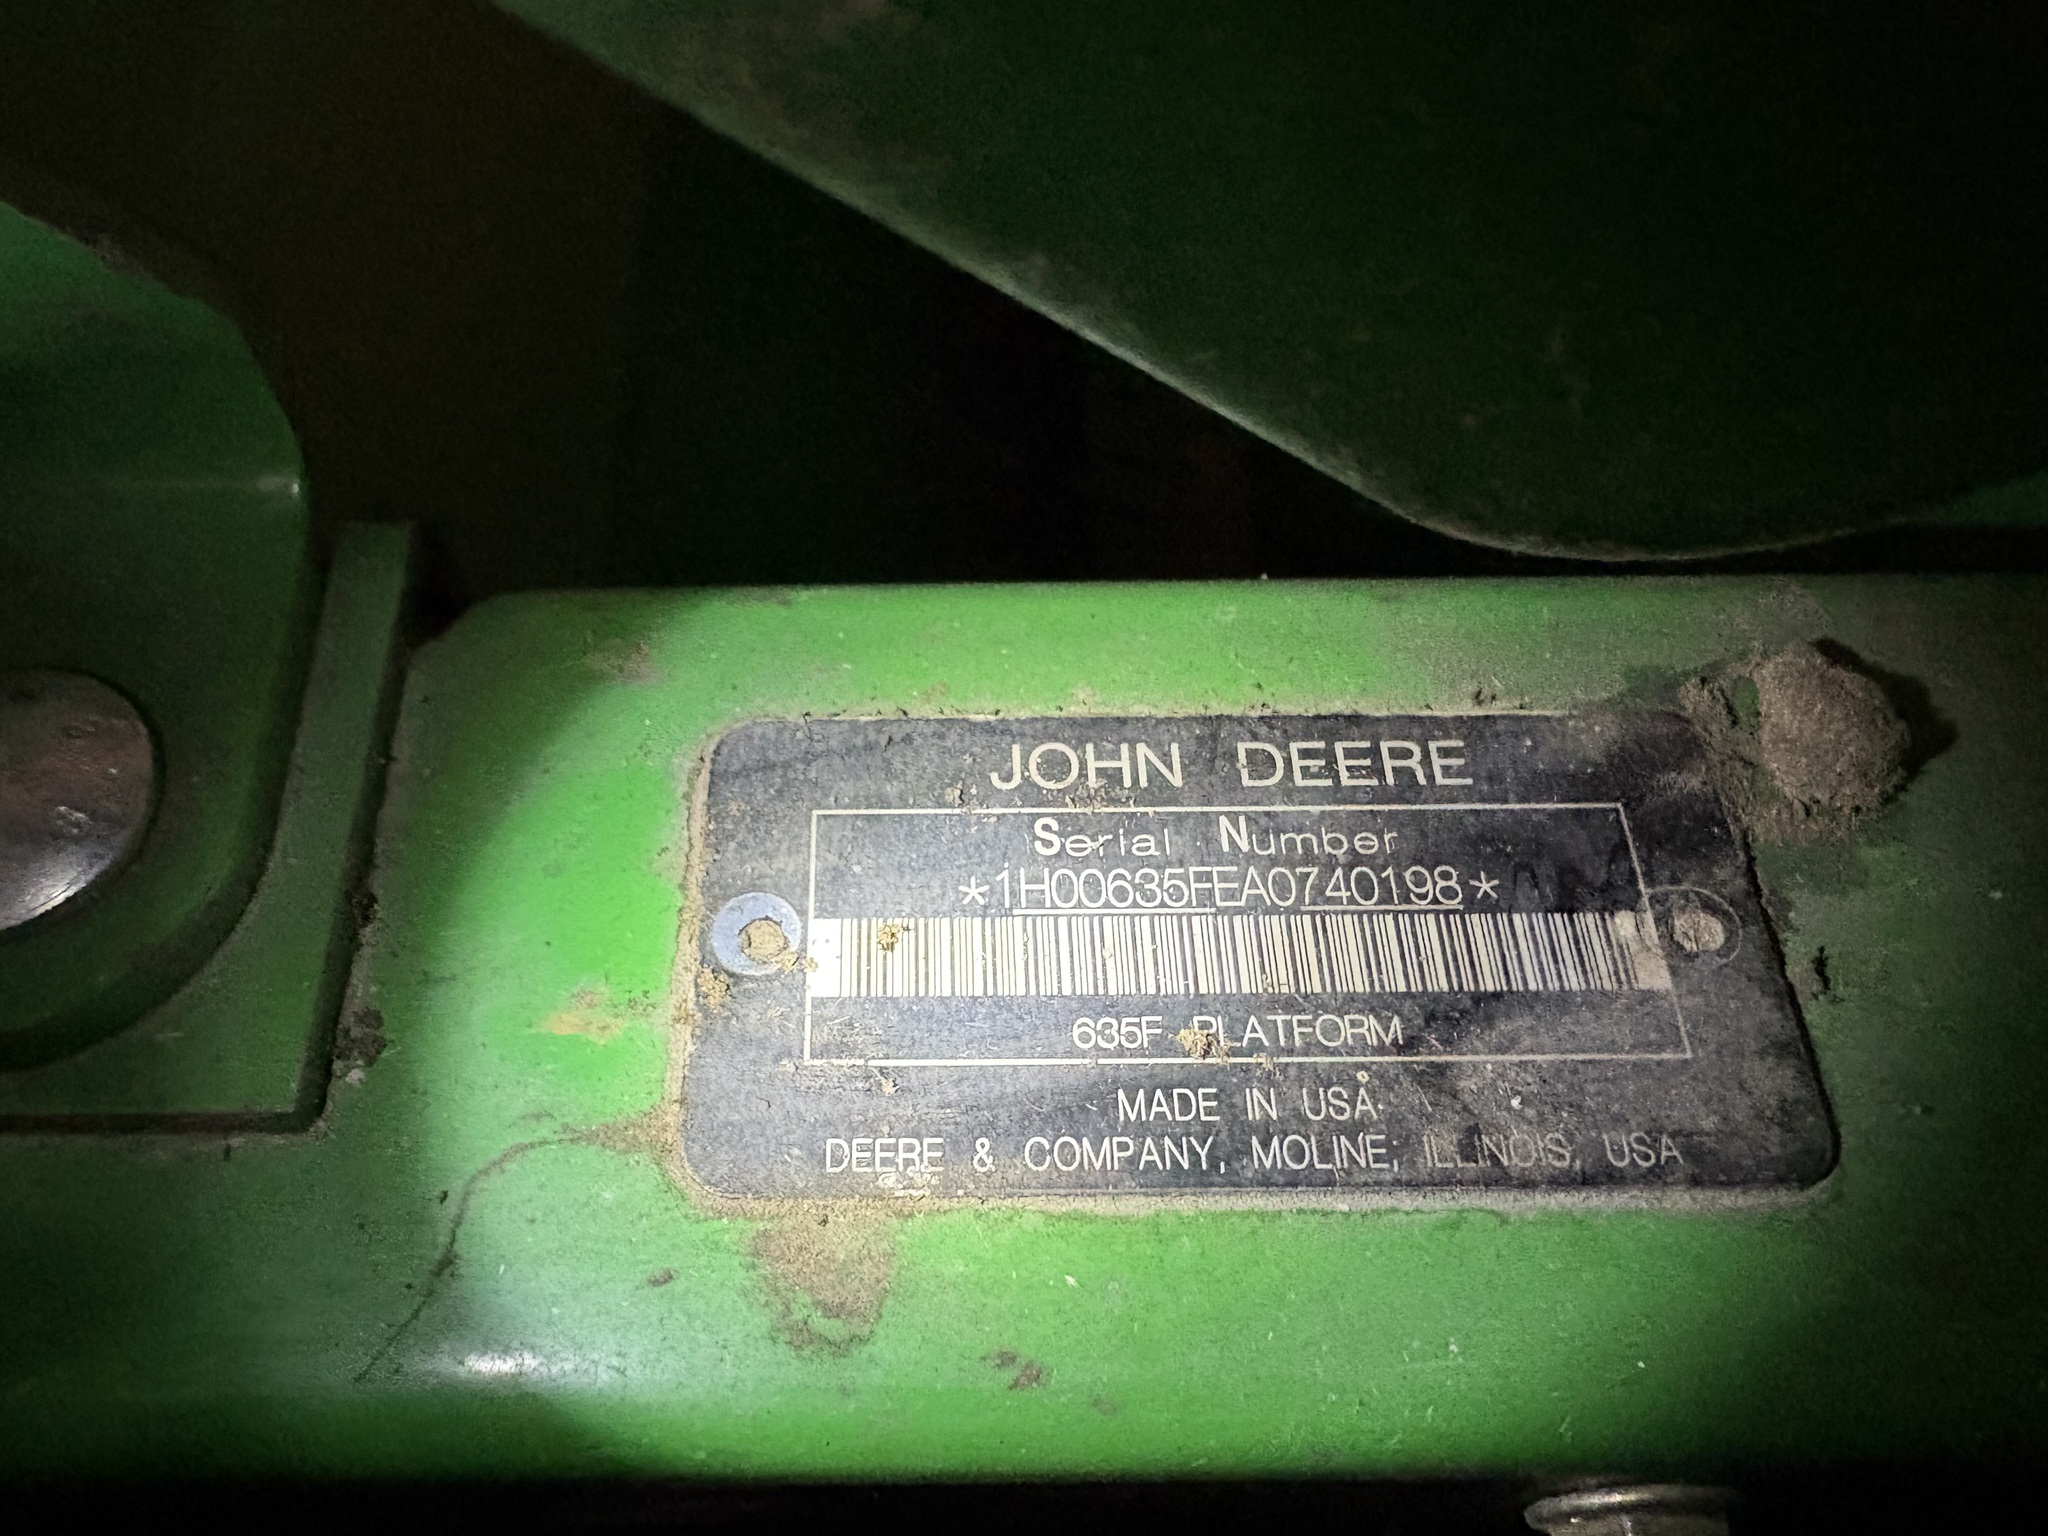 JOHN DEERE
Serial Number
*1H00635FEA0740198*
635F PLATFORM
MADE IN USA
DEERE & COMPANY, MOLINE, ILLINOIS, USA